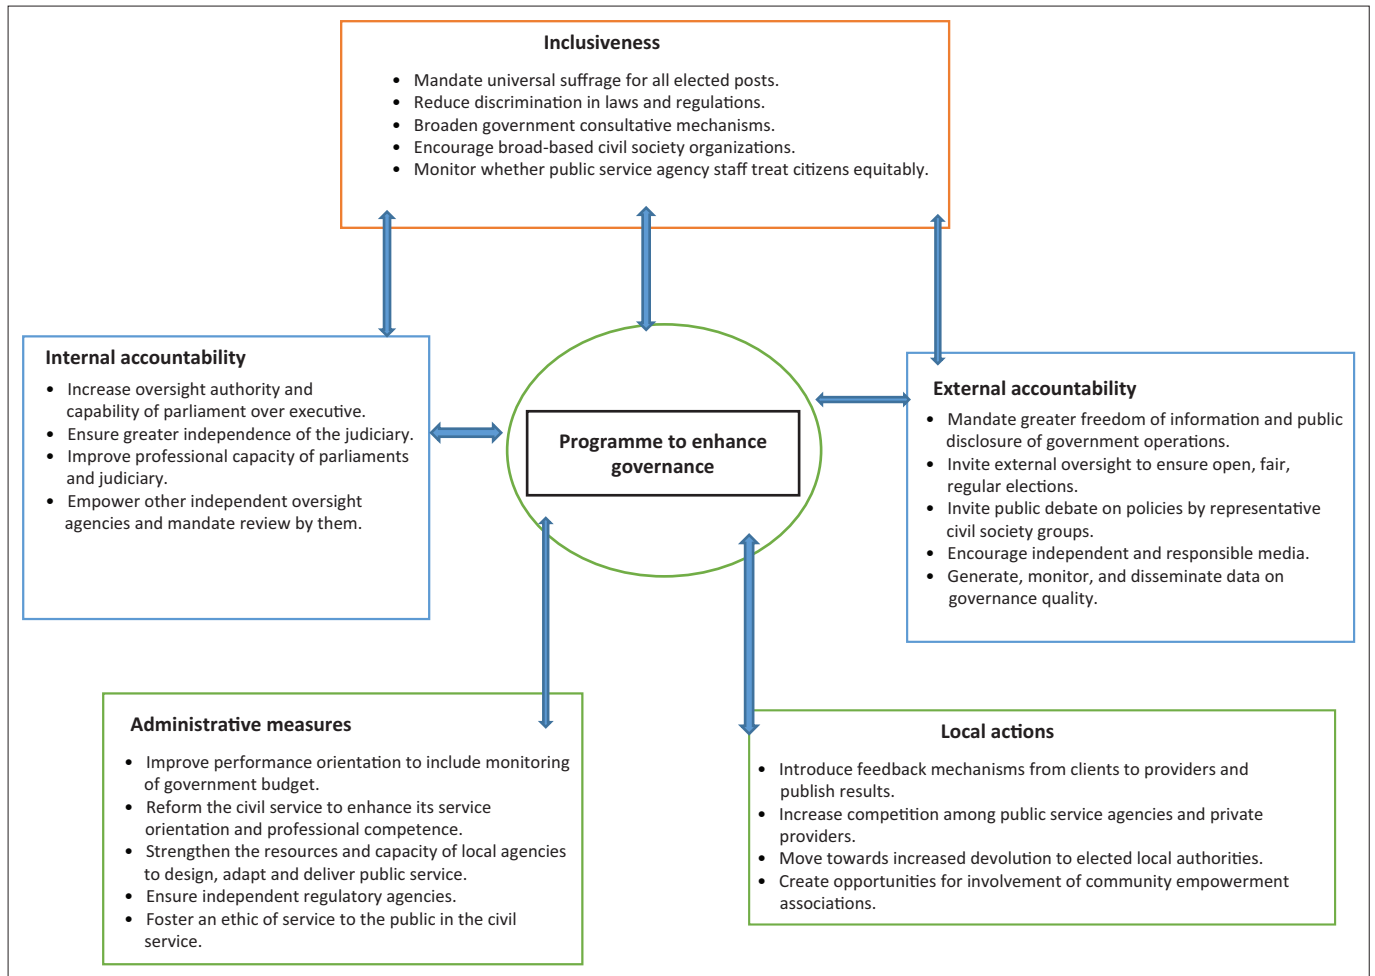 Inclusiveness
• Mandate universal suffrage for all elected posts.
• Reduce discrimination in laws and regulations.
• Broaden government consultative mechanisms.
• Encourage broad-based civil society organizations.
• Monitor whether public service agency staff treat citizens equitably.
Internal accountability
• Increase oversight authority and
capability of parliament over executive.
• Ensure greater independence of the judiciary.
• Improve professional capacity of parliaments
and judiciary.
• Empower other independent oversight
agencies and mandate review by them.
Programme to enhance
governance
External accountability
• Mandate greater freedom of information and public
disclosure of government operations.
• Invite external oversight to ensure open, fair,
regular elections.
• Invite public debate on policies by representative
civil society groups.
• Encourage independent and responsible media.
• Generate, monitor, and disseminate data on
governance quality.
Administrative measures
• Improve performance orientation to include monitoring
of government budget.
• Reform the civil service to enhance its service
orientation and professional competence.
• Strengthen the resources and capacity of local agencies
to design, adapt and deliver public service.
• Ensure independent regulatory agencies.
• Foster an ethic of service to the public in the civil
service.
Local actions
• Introduce feedback mechanisms from clients to providers and
publish results.
• Increase competition among public service agencies and private
providers.
• Move towards increased devolution to elected local authorities.
• Create opportunities for involvement of community empowerment
associations.